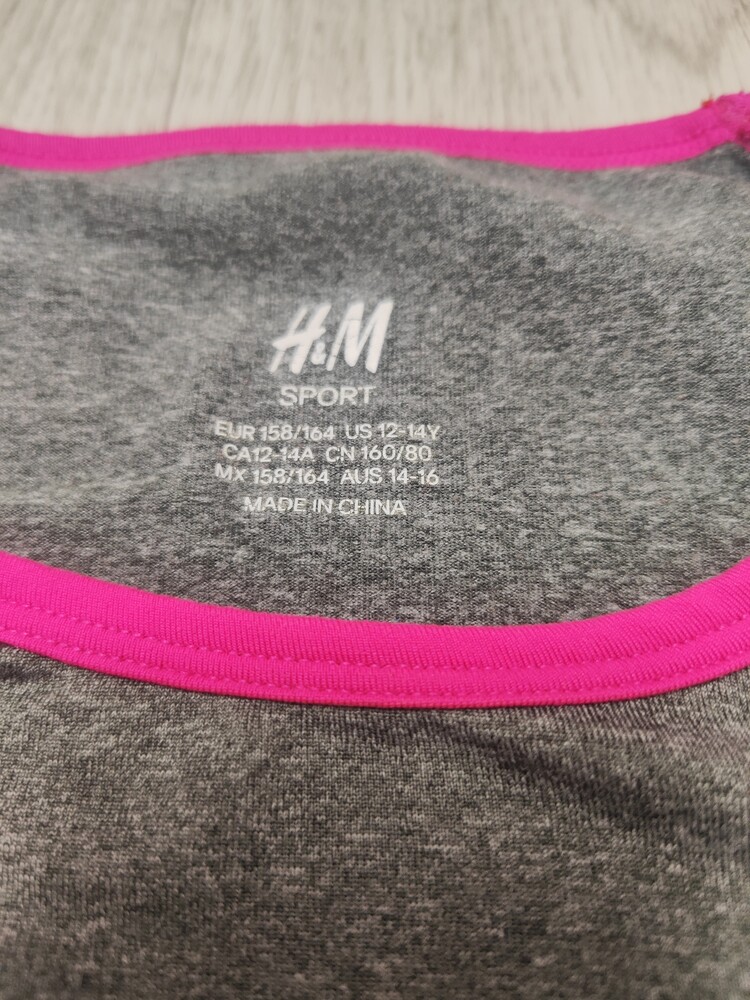 H&M
SPORT
EUR 158/164 US 12-14Y
CA12-14A CN 160/80
MX 158/164 AUS 14-16
MADE IN CHINA